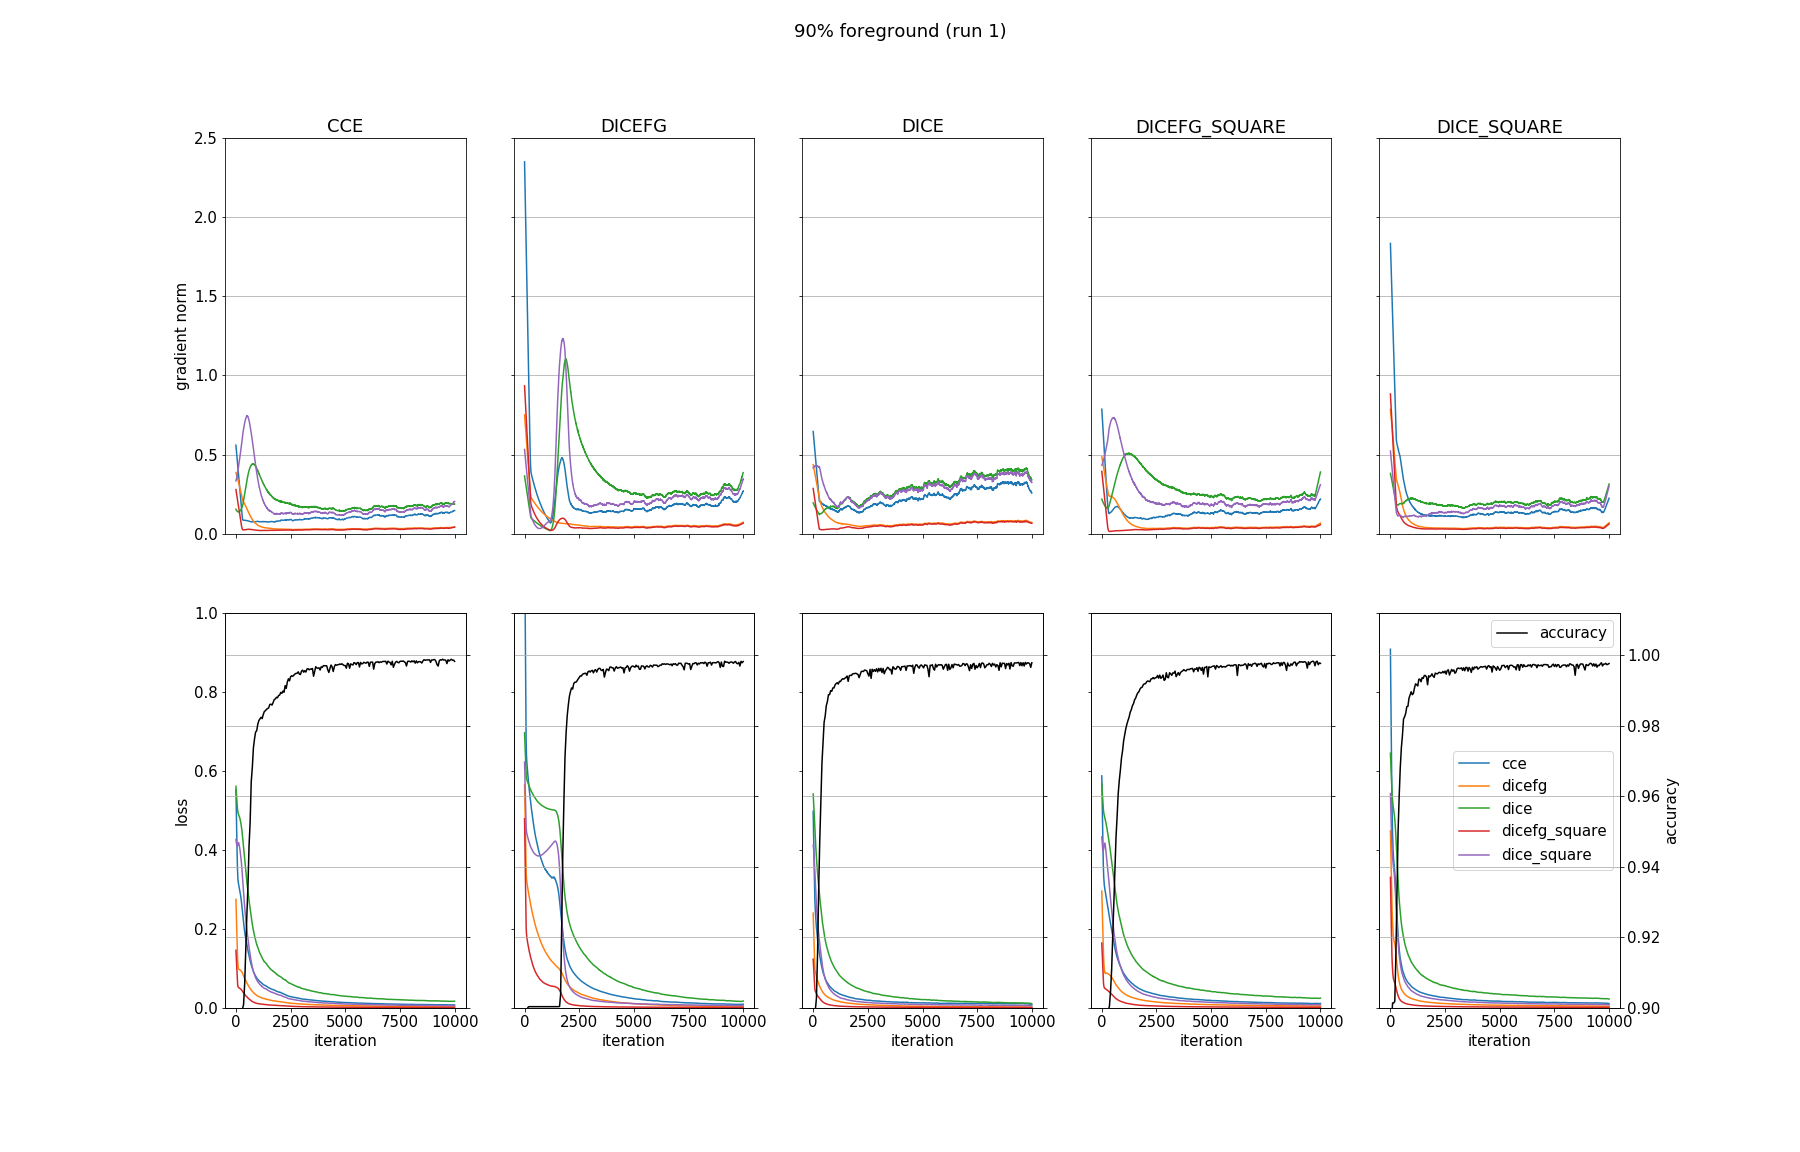 90% foreground (run 1)
CCE DICEFG DICE DICEFG_SQUARE DICE_SQUARE
2.5
2.0
1.5
1.0
0.5
0.0
gradient norm
1.0
0.8
0.6
0.4
0.2
0.0
loss
accuracy
1.00
0.98
0.96
0.94
0.92
0.90
accuracy
cce
dicefg
dice
dicefg_square
dice_square
0 2500 5000 7500 10000 0 2500 5000 7500 10000 0 2500 5000 7500 10000 0 2500 5000 7500 10000 0 2500 5000 7500 10000
iteration iteration iteration iteration iteration